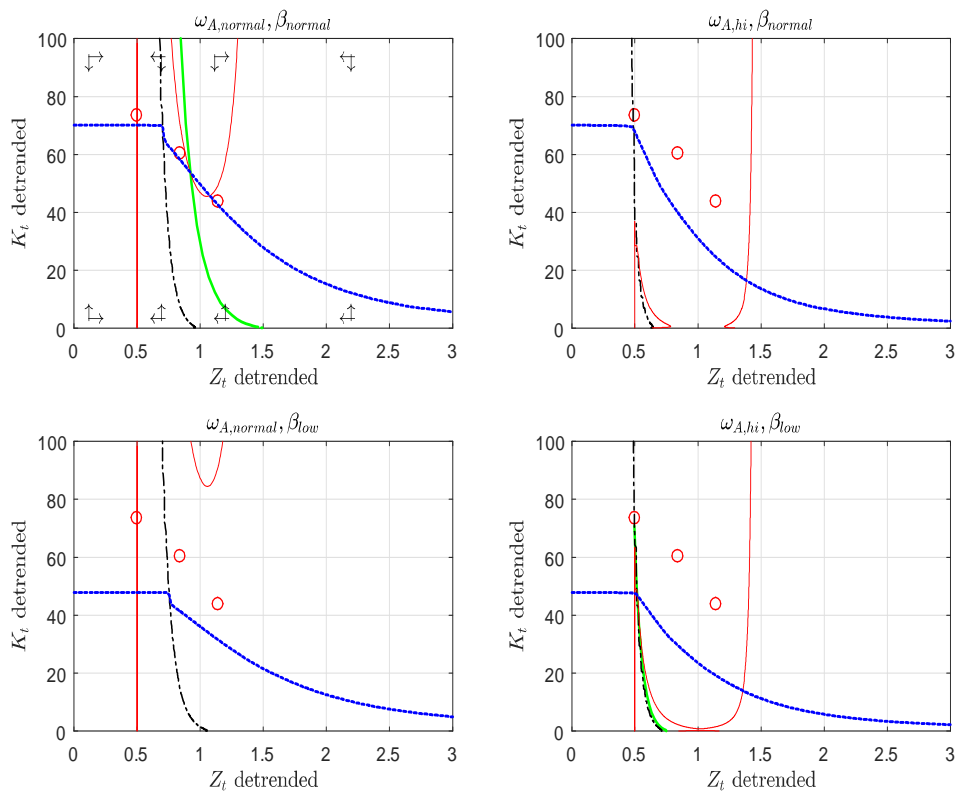 ω_{A,normal}, β_{normal}
100
80
60
40
20
0
K_t detrended
0 0.5 1 1.5 2 2.5 3
Z_t detrended
ω_{A,hi}, β_{normal}
100
80
60
40
20
0
K_t detrended
0 0.5 1 1.5 2 2.5 3
Z_t detrended
ω_{A,normal}, β_{low}
100
80
60
40
20
0
K_t detrended
0 0.5 1 1.5 2 2.5 3
Z_t detrended
ω_{A,hi}, β_{low}
100
80
60
40
20
0
K_t detrended
0 0.5 1 1.5 2 2.5 3
Z_t detrended